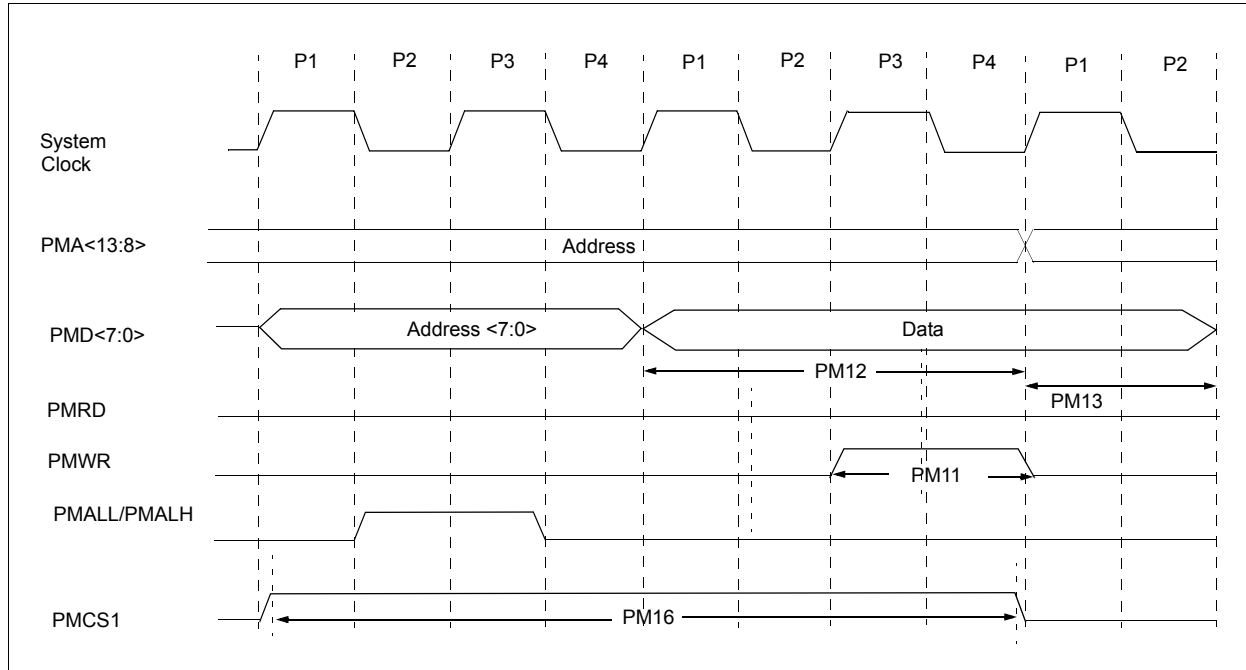 P1 P2 P3 P4 P1 P2 P3 P4 P1 P2
System
Clock
PMA<13:8>
Address
PMD<7:0>
Address <7:0>
Data
PM12
PM13
PMRD
PMWR
PM11
PMALL/PMALH
PMCS1
PM16